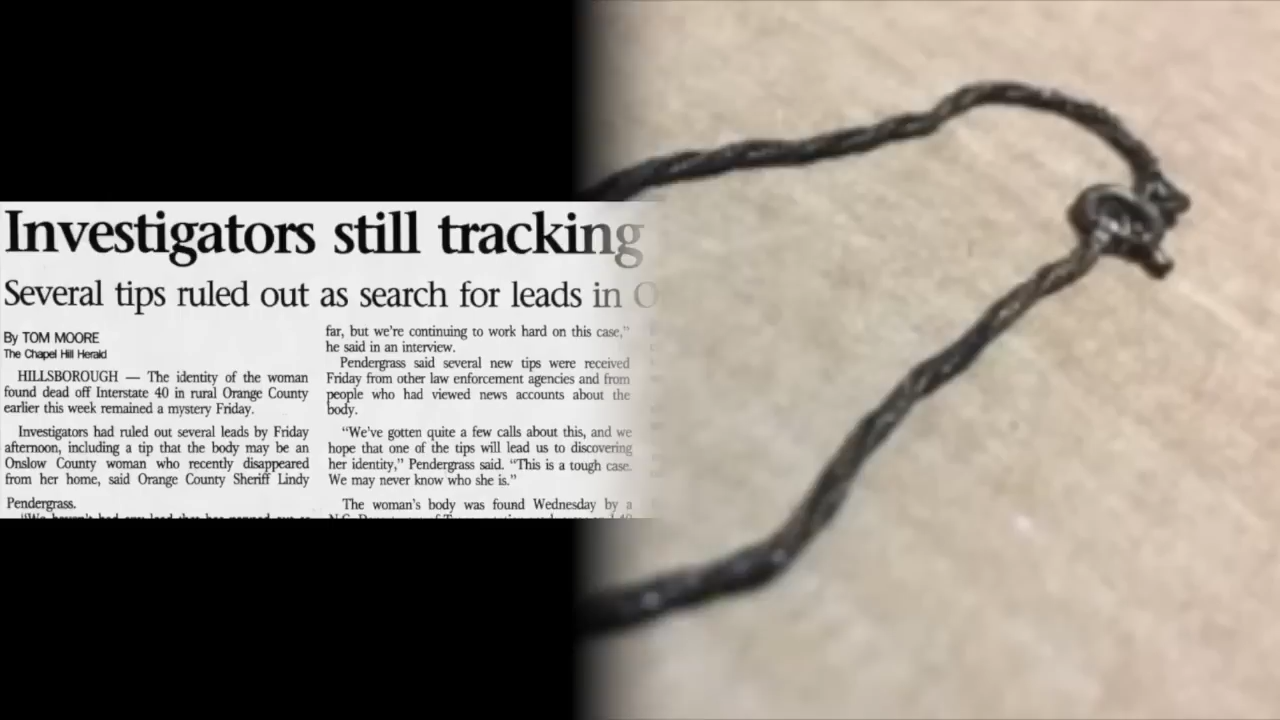 Investigators still tracking
Several tips ruled out as search for leads in O
By TOM MOORE
The Chapel Hill Herald
HILLSBOROUGH — The identity of the woman
found dead off Interstate 40 in rural Orange County
earlier this week remained a mystery Friday.
Investigators had ruled out several leads by Friday
afternoon, including a tip that the body may be an
Onslow County woman who recently disappeared
from her home, said Orange County Sheriff Lindy
Pendergrass.
far, but we're continuing to work hard on this case,"
he said in an interview.
Pendergrass said several new tips were received
Friday from other law enforcement agencies and from
people who had viewed news accounts about the
body.
"We've gotten quite a few calls about this, and we
hope that one of the tips will lead us to discovering
her identity," Pendergrass said. "This is a tough case.
We may never know who she is."
The woman's body was found Wednesday by a